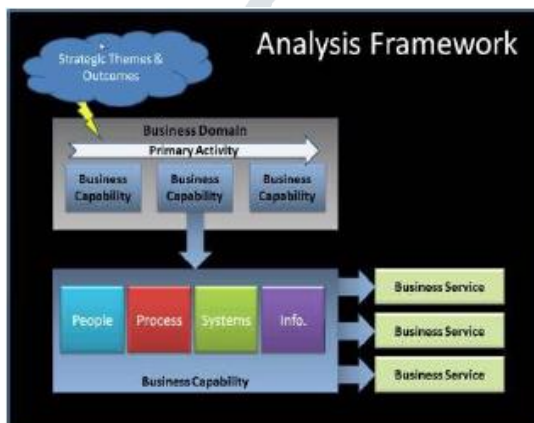 Analysis Framework
Strategic Themes &
Outcomes
Business Domain
Primary Activity
Business
Capability
Business
Capability
Business
Capability
People
Process
Systems
Info.
Business Capability
Business Service
Business Service
Business Service